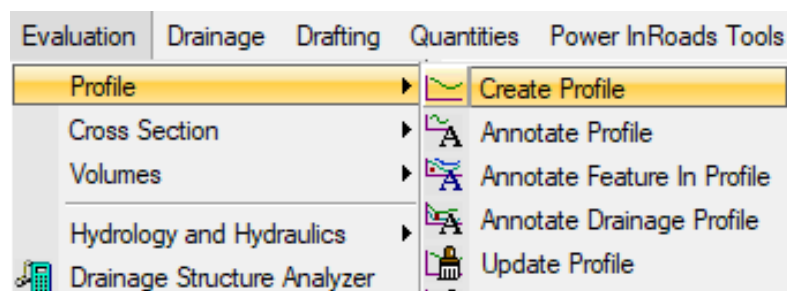 Evaluation Drainage Drafting Quantities Power InRoads Tools
Profile Create Profile
Cross Section Annotate Profile
Volumes Annotate Feature In Profile
Hydrology and Hydraulics Annotate Drainage Profile
Drainage Structure Analyzer Update Profile